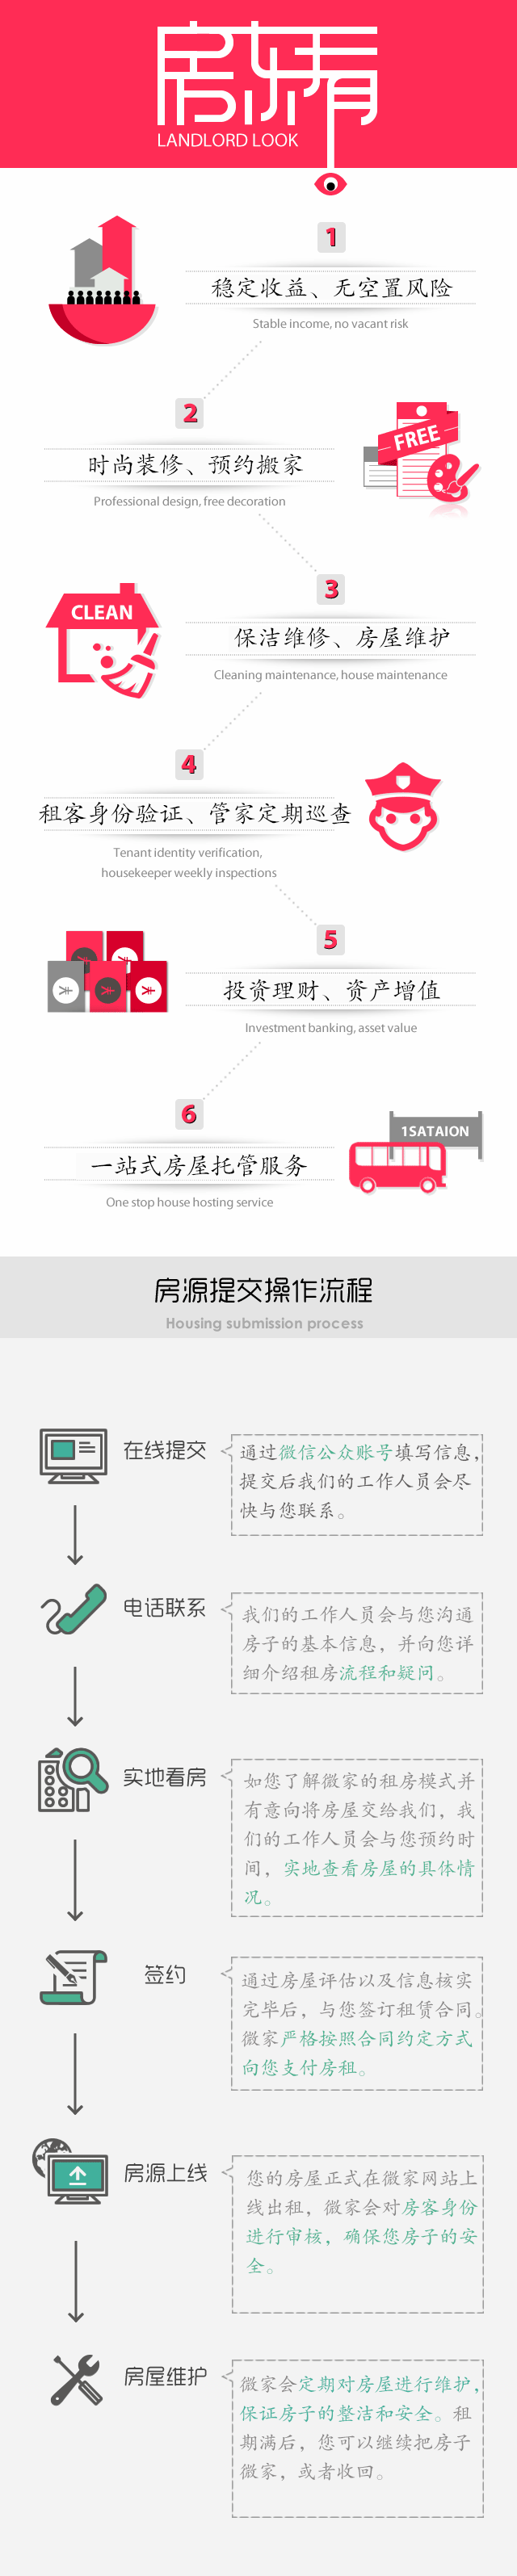 房东看
LANDLORD LOOK
1
稳定收益、无空置风险
Stable income, no vacant risk
2
FREE
时尚装修、预约搬家
Professional design, free decoration
3
CLEAN
保洁维修、房屋维护
Cleaning maintenance, house maintenance
4
租客身份验证、管家定期巡查
Tenant identity verification,
housekeeper weekly inspections
5
投资理财、资产增值
Investment banking, asset value
6
1SATAION
一站式房屋托管服务
One stop house hosting service
房源提交操作流程
Housing submission process
在线提交
通过微信公众账号填写信息，
提交后我们的工作人员会尽
快与您联系。
电话联系
我们的工作人员会与您沟通
房子的基本信息，并向您详
细介绍租房流程和疑问。
实地看房
如您了解微家的租房模式并
有意向将房屋交给我们，我
们的工作人员会与您预约时
间，实地查看房屋的具体情
况。
签约
通过房屋评估以及信息核实
完毕后，与您签订租赁合同。
微家严格按照合同约定方式
向您支付房租。
房源上线
您的房屋正式在微家网站上
线出租，微家会对房客身份
进行审核，确保您房子的安
全。
房屋维护
微家会定期对房屋进行维护，
保证房子的整洁和安全。租
期满后，您可以继续把房子
微家，或者收回。